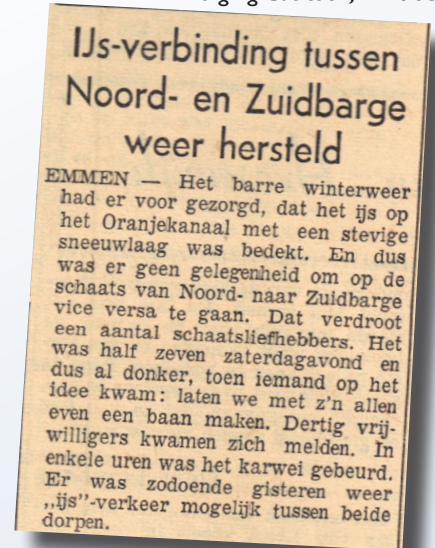 IJs-verbinding tussen
Noord- en Zuidbarge
weer hersteld
EMMEN — Het barre winterweer
had er voor gezorgd, dat het ijs op
het Oranjekanaal met een stevige
sneeuwlaag was bedekt. En dus
was er geen gelegenheid om op de
schaats van Noord- naar Zuidbarge
vice versa te gaan. Dat verdroot
een aantal schaatsliefhebbers. Het
was half zeven zaterdagavond en
dus al donker, toen iemand op het
idee kwam: laten we met z'n allen
even een baan maken. Dertig vrij-
willigers kwamen zich melden. In
enkele uren was het karwei gebeurd.
Er was zodoende gisteren weer
„ijs”-verkeer mogelijk tussen beide
dorpen.